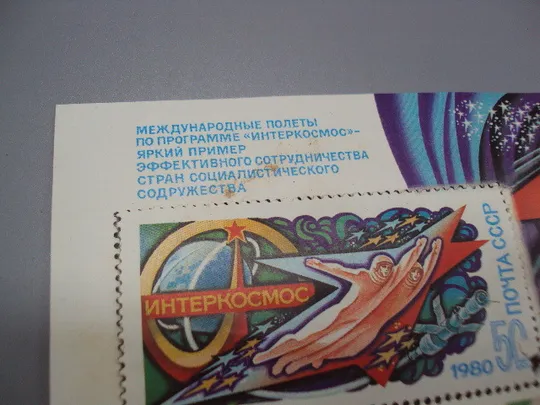 МЕЖДУНАРОДНЫЕ ПОЛЕТЫ
ПО ПРОГРАММЕ «ИНТЕРКОСМОС»–
ЯРКИЙ ПРИМЕР
ЭФФЕКТИВНОГО СОТРУДНИЧЕСТВА
СТРАН СОЦИАЛИСТИЧЕСКОГО
СОДРУЖЕСТВА
ИНТЕРКОСМОС
ПОЧТА СССР
1980